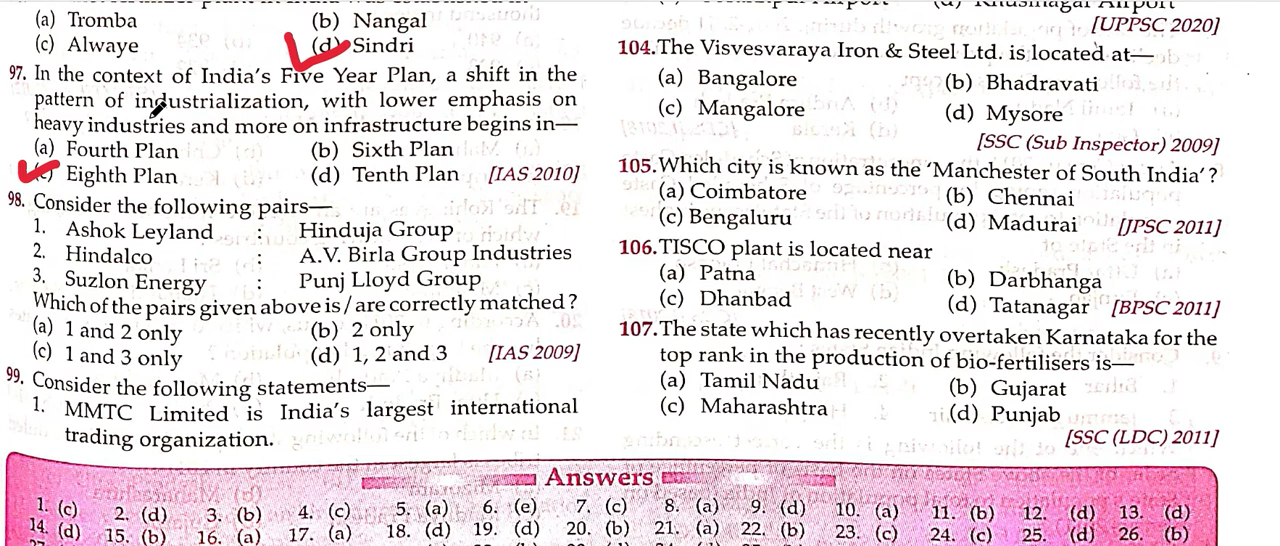 (a) Tromba (b) Nangal
(c) Alwaye (d) Sindri
97. In the context of India's Five Year Plan, a shift in the
pattern of industrialization, with lower emphasis on
heavy industries and more on infrastructure begins in—
(a) Fourth Plan (b) Sixth Plan
(c) Eighth Plan (d) Tenth Plan [IAS 2010]
98. Consider the following pairs—
1. Ashok Leyland : Hinduja Group
2. Hindalco : A.V. Birla Group Industries
3. Suzlon Energy : Punj Lloyd Group
Which of the pairs given above is/are correctly matched?
(a) 1 and 2 only (b) 2 only
(c) 1 and 3 only (d) 1, 2 and 3 [IAS 2009]
99. Consider the following statements—
1. MMTC Limited is India's largest international
trading organization.
[UPPSC 2020]
104. The Visvesvaraya Iron & Steel Ltd. is located at—
(a) Bangalore (b) Bhadravati
(c) Mangalore (d) Mysore
[SSC (Sub Inspector) 2009]
105. Which city is known as the 'Manchester of South India'?
(a) Coimbatore (b) Chennai
(c) Bengaluru (d) Madurai [JPSC 2011]
106. TISCO plant is located near
(a) Patna (b) Darbhanga
(c) Dhanbad (d) Tatanagar [BPSC 2011]
107. The state which has recently overtaken Karnataka for the
top rank in the production of bio-fertilisers is—
(a) Tamil Nadu (b) Gujarat
(c) Maharashtra (d) Punjab
[SSC (LDC) 2011]
Answers
1. (c) 2. (d) 3. (b) 4. (c) 5. (a) 6. (e) 7. (c) 8. (a) 9. (d) 10. (a) 11. (b) 12. (d) 13. (d)
14. (d) 15. (b) 16. (a) 17. (a) 18. (d) 19. (d) 20. (b) 21. (a) 22. (b) 23. (c) 24. (c) 25. (d) 26. (b)